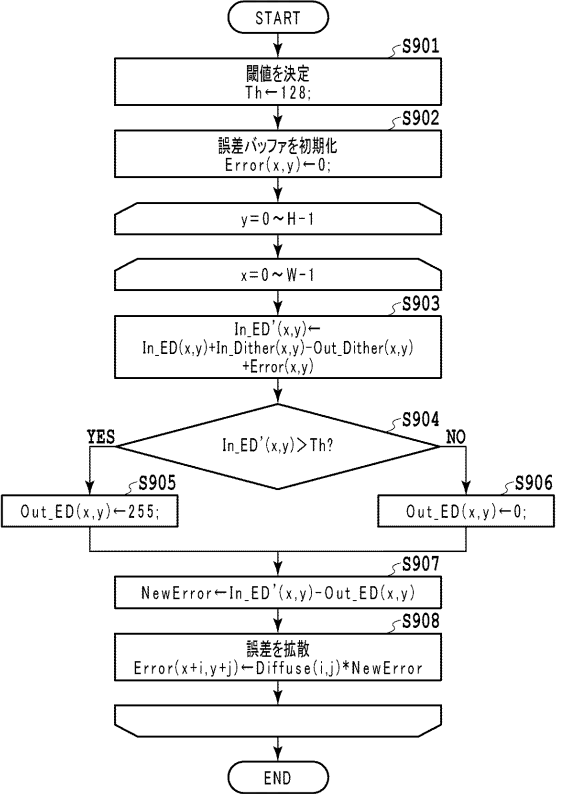 START
S901
閾値を決定
Th←128;
S902
誤差バッファを初期化
Error(x,y)←0;
y=0~H-1
x=0~W-1
S903
In_ED'(x,y)←
In_ED(x,y)+In_Dither(x,y)-Out_Dither(x,y)
+Error(x,y)
S904
YES
In_ED'(x,y)>Th?
NO
S905
Out_ED(x,y)←255;
S906
Out_ED(x,y)←0;
S907
NewError←In_ED'(x,y)-Out_ED(x,y)
S908
誤差を拡散
Error(x+i,y+j)←Diffuse(i,j)*NewError
END